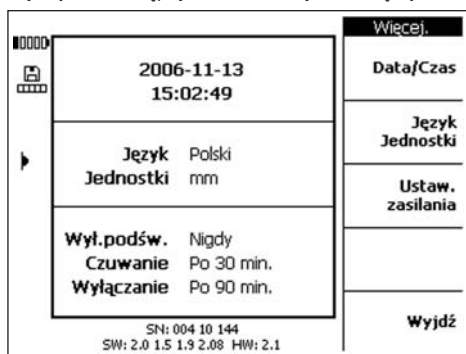 Więcej.
2006-11-13
15:02:49
Data/Czas
Język Polski
Jednostki mm
Język
Jednostki
Ustaw.
zasilania
Wył.podśw. Nigdy
Czuwanie Po 30 min.
Wyłączanie Po 90 min.
Wyjdź
SN: 004 10 144
SW: 2.0 1.5 1.9 2.08 HW: 2.1